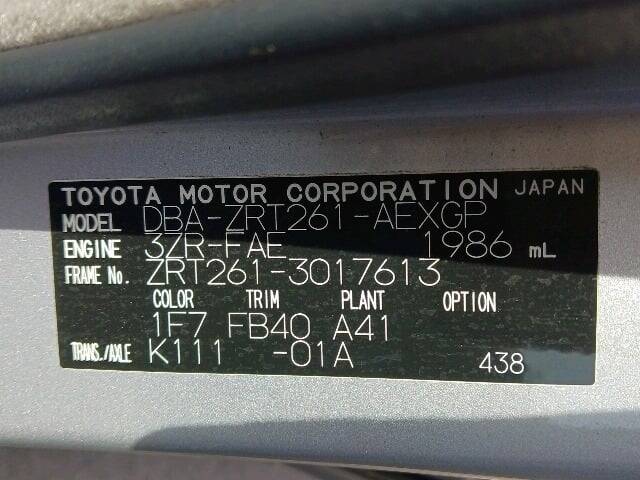 TOYOTA MOTOR CORPORATION JAPAN
MODEL DBA-ZRT261-AEXGP
ENGINE 3ZR-FAE 1986 mL
FRAME No. ZRT261-3017613
COLOR TRIM PLANT OPTION
1F7 FB40 A41
TRANS./AXLE K111 -01A 438